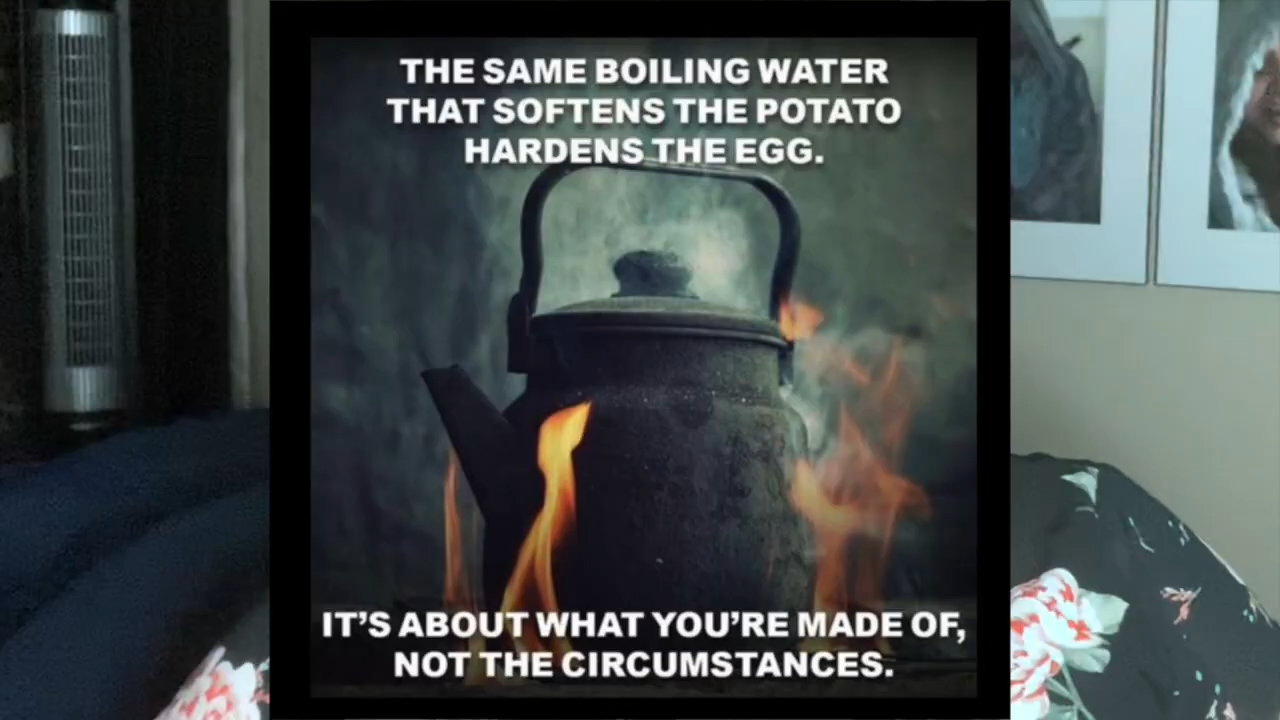 THE SAME BOILING WATER
THAT SOFTENS THE POTATO
HARDENS THE EGG.
IT'S ABOUT WHAT YOU'RE MADE OF,
NOT THE CIRCUMSTANCES.